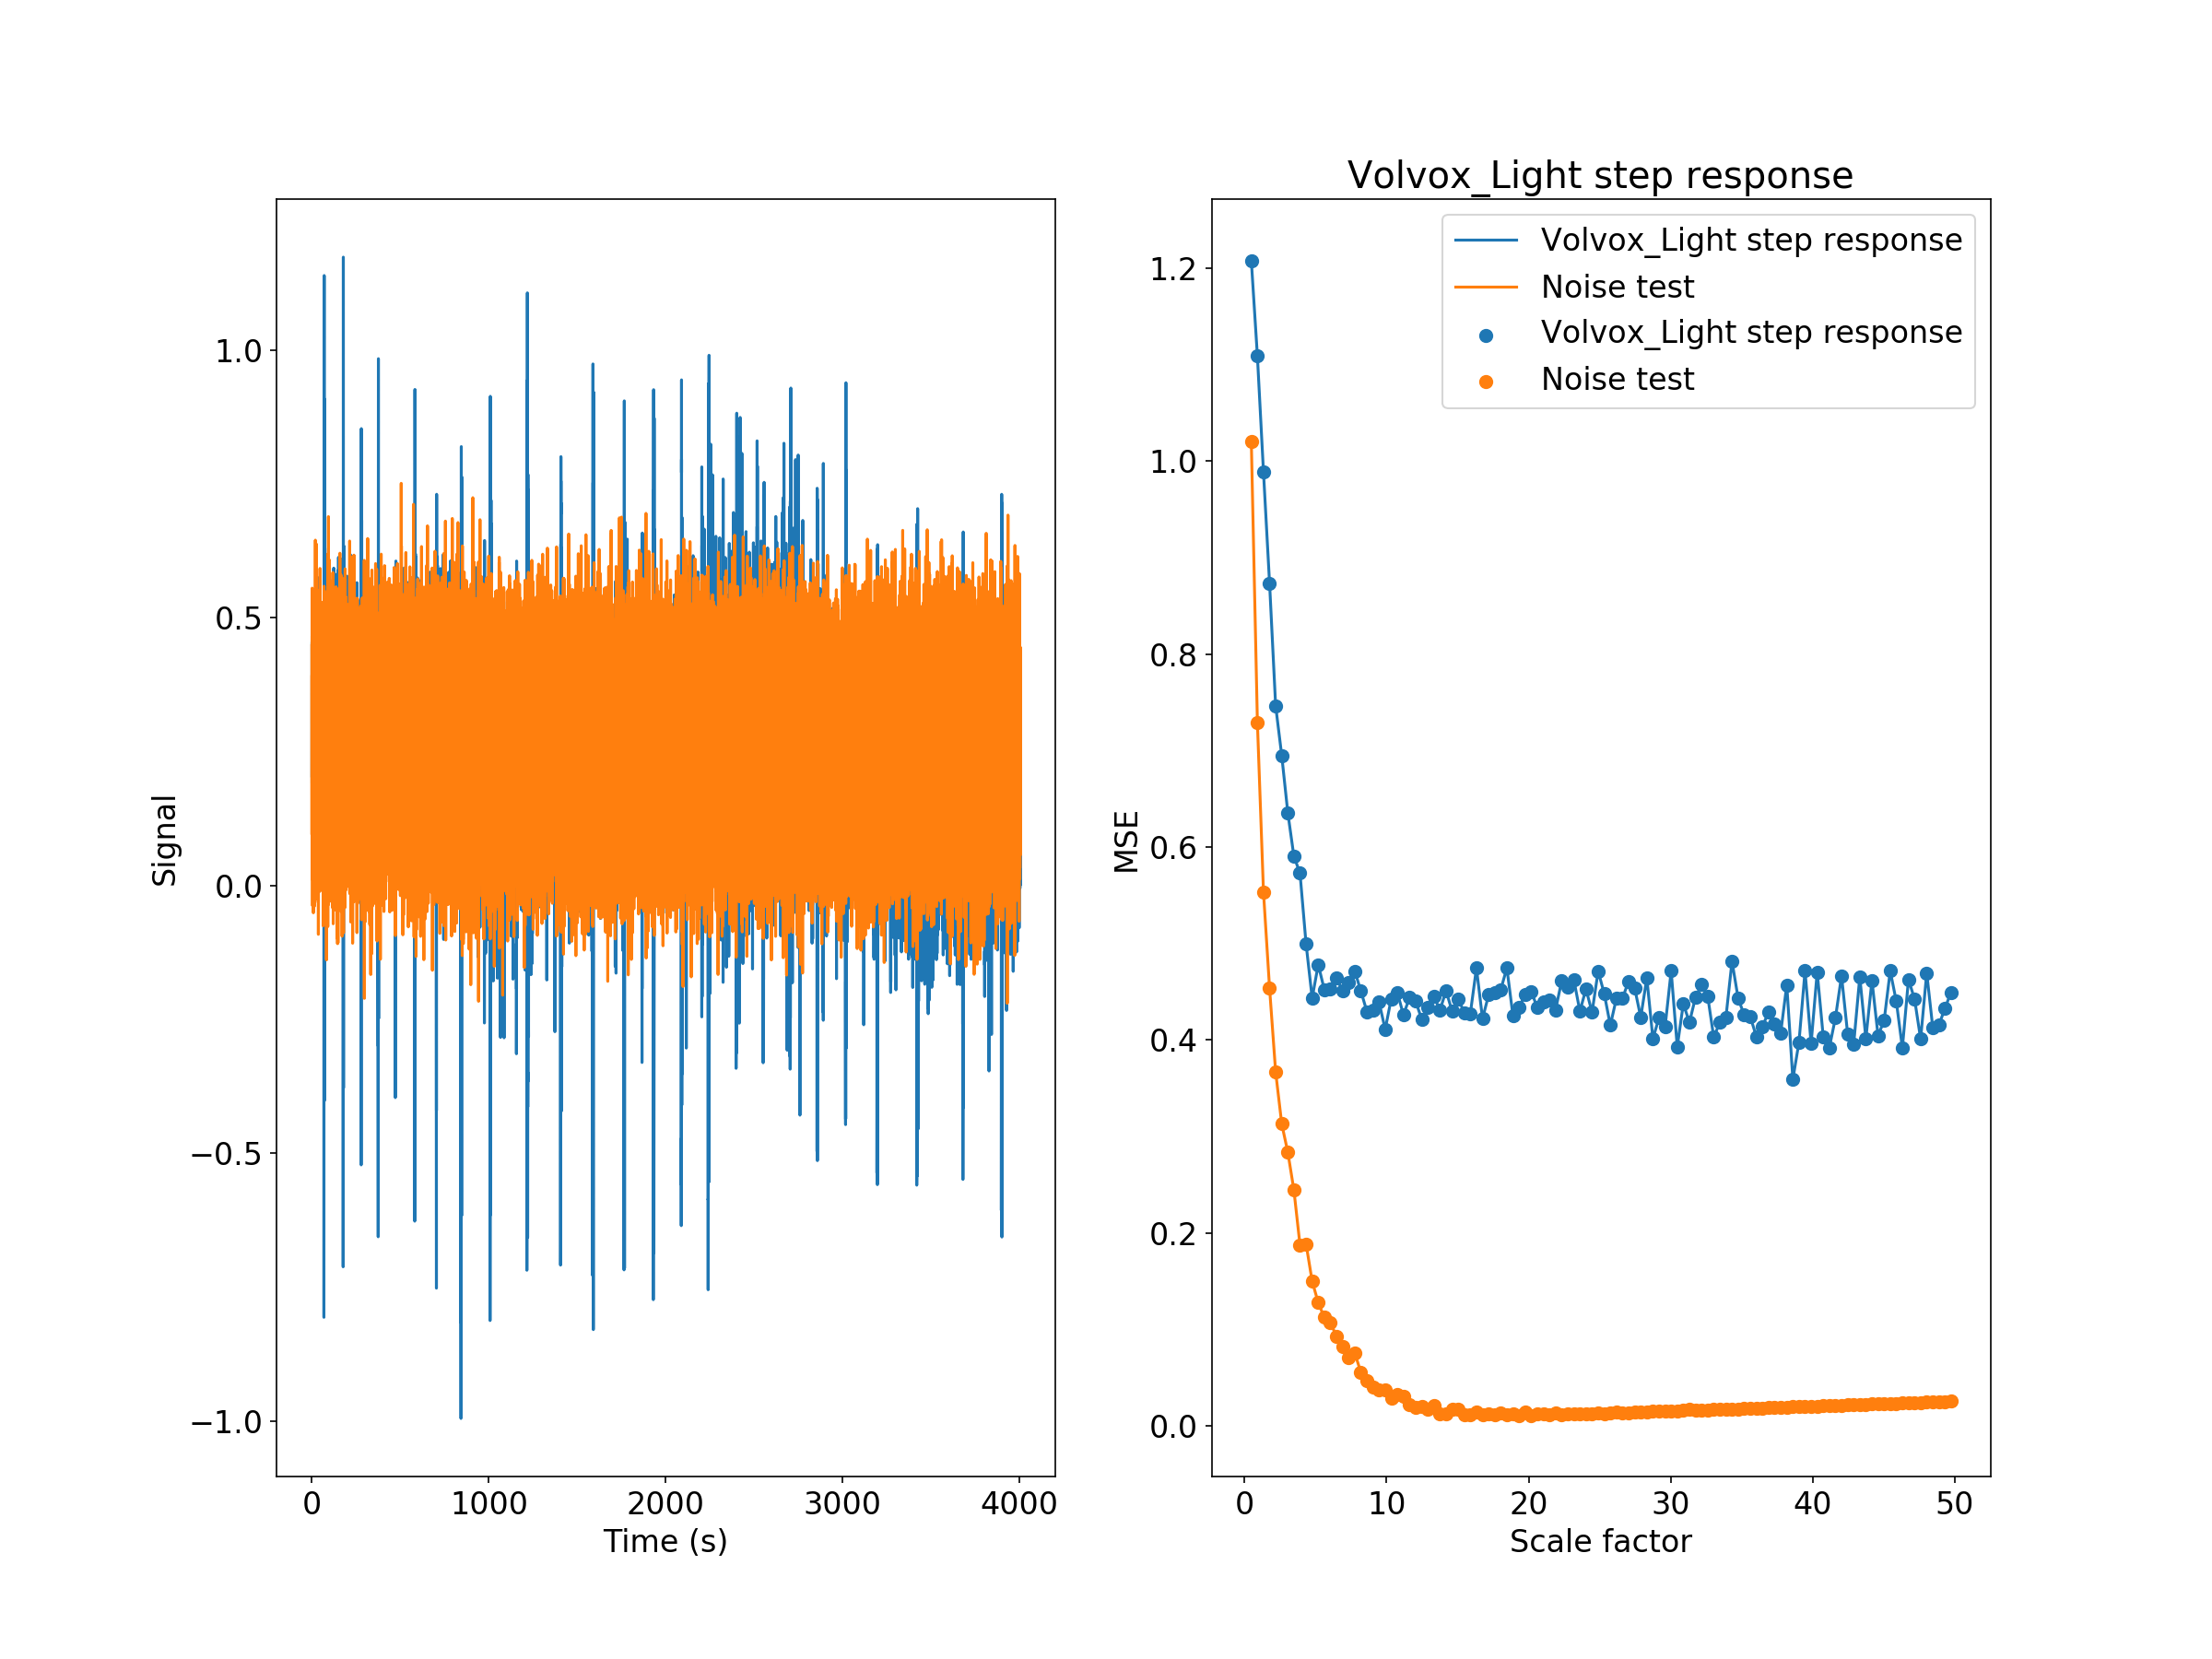 Volvox_Light step response
Volvox_Light step response
Noise test
Volvox_Light step response
Noise test
Signal
1.0
0.5
0.0
−0.5
−1.0
0 1000 2000 3000 4000
Time (s)
MSE
1.2
1.0
0.8
0.6
0.4
0.2
0.0
0 10 20 30 40 50
Scale factor